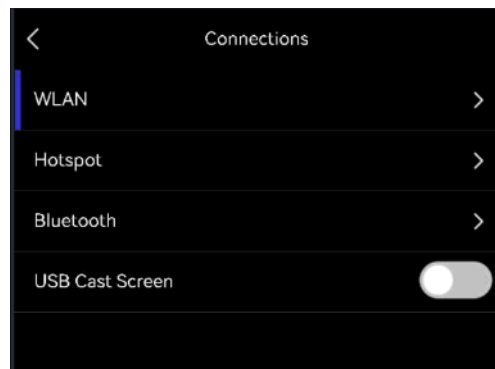 Connections
WLAN
Hotspot
Bluetooth
USB Cast Screen